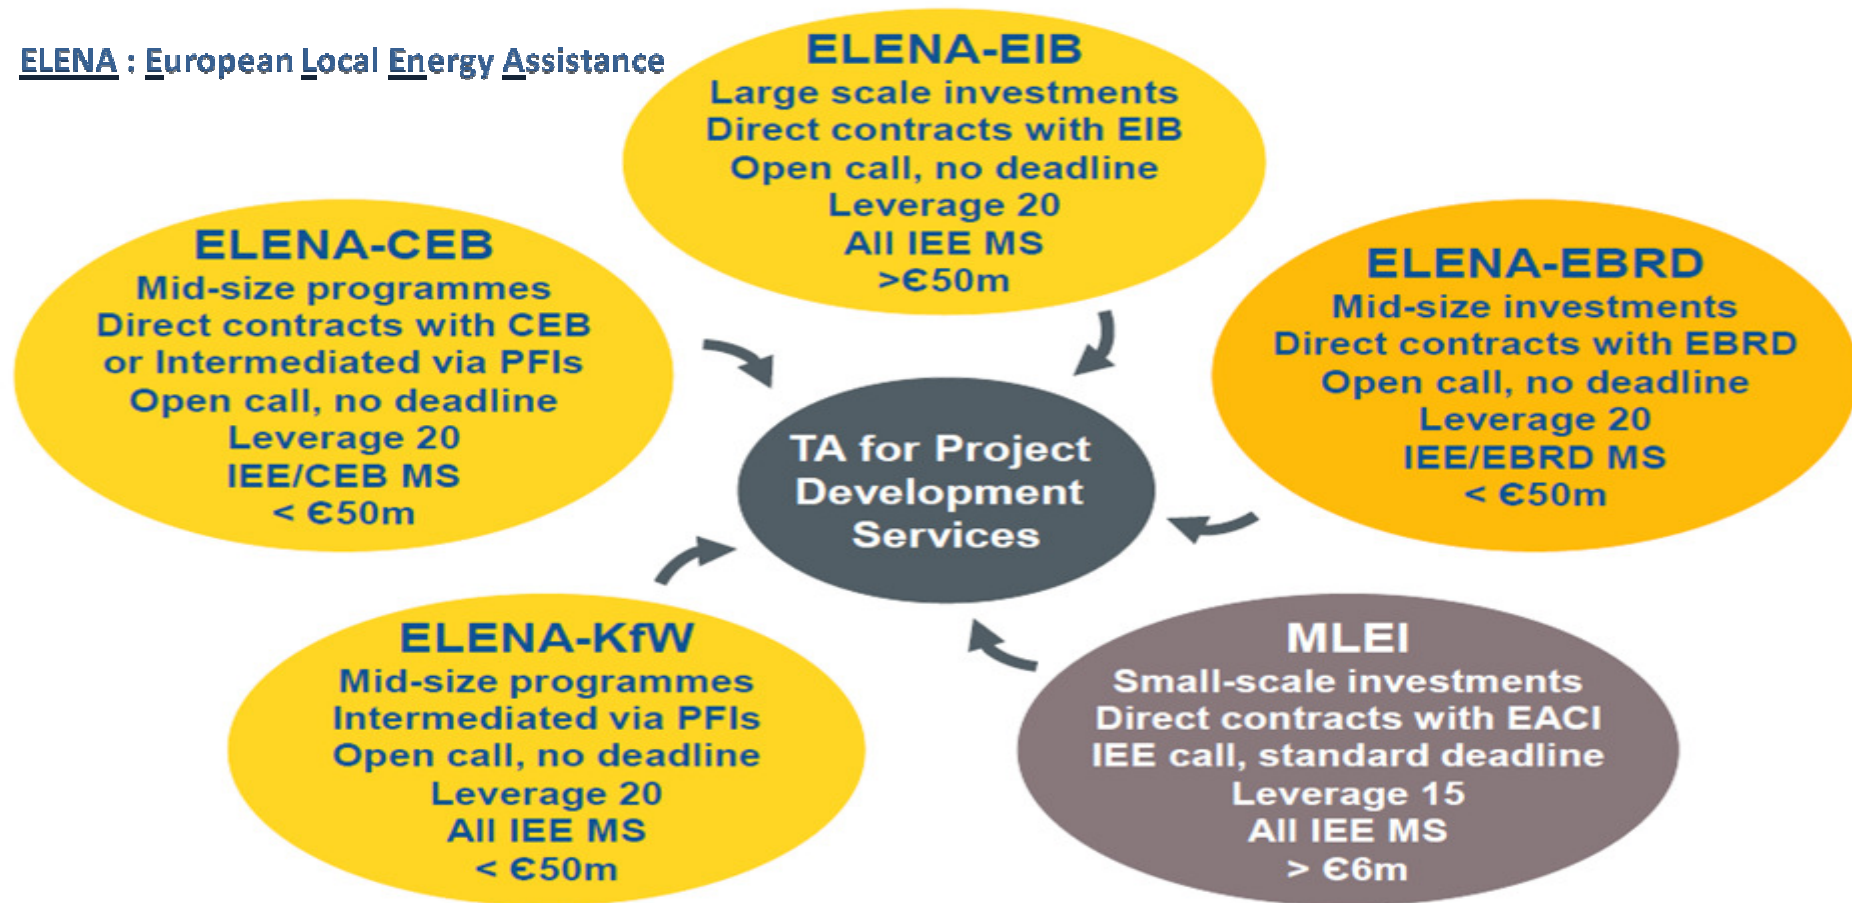 ELENA : European Local Energy Assistance
ELENA-EIB
Large scale investments
Direct contracts with EIB
Open call, no deadline
Leverage 20
All IEE MS
>€50m
ELENA-CEB
Mid-size programmes
Direct contracts with CEB
or Intermediated via PFIs
Open call, no deadline
Leverage 20
IEE/CEB MS
< €50m
ELENA-EBRD
Mid-size investments
Direct contracts with EBRD
Open call, no deadline
Leverage 20
IEE/EBRD MS
< €50m
TA for Project
Development
Services
ELENA-KfW
Mid-size programmes
Intermediated via PFIs
Open call, no deadline
Leverage 20
All IEE MS
< €50m
MLEI
Small-scale investments
Direct contracts with EACI
IEE call, standard deadline
Leverage 15
All IEE MS
> €6m